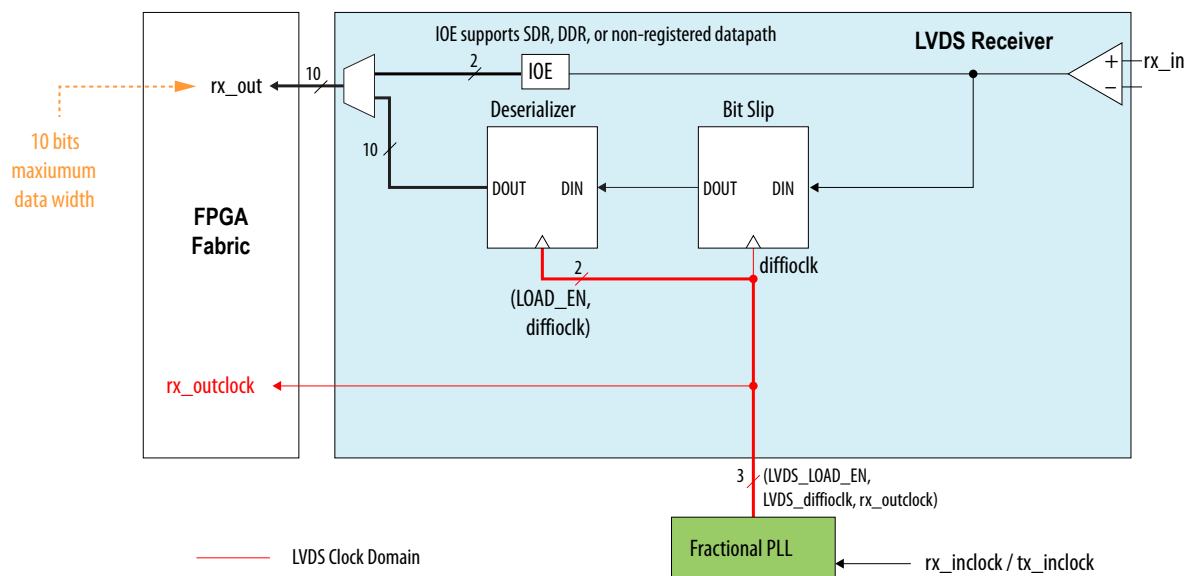 IOE supports SDR, DDR, or non-registered datapath
LVDS Receiver
rx_in
+
–
2
IOE
10
rx_out
10 bits
maxiumum
data width
Deserializer
Bit Slip
10
DOUT
DIN
DOUT
DIN
FPGA
Fabric
2
diffioclk
(LOAD_EN,
diffioclk)
rx_outclock
3
(LVDS_LOAD_EN,
LVDS_diffioclk, rx_outclock)
LVDS Clock Domain
Fractional PLL
rx_inclock / tx_inclock